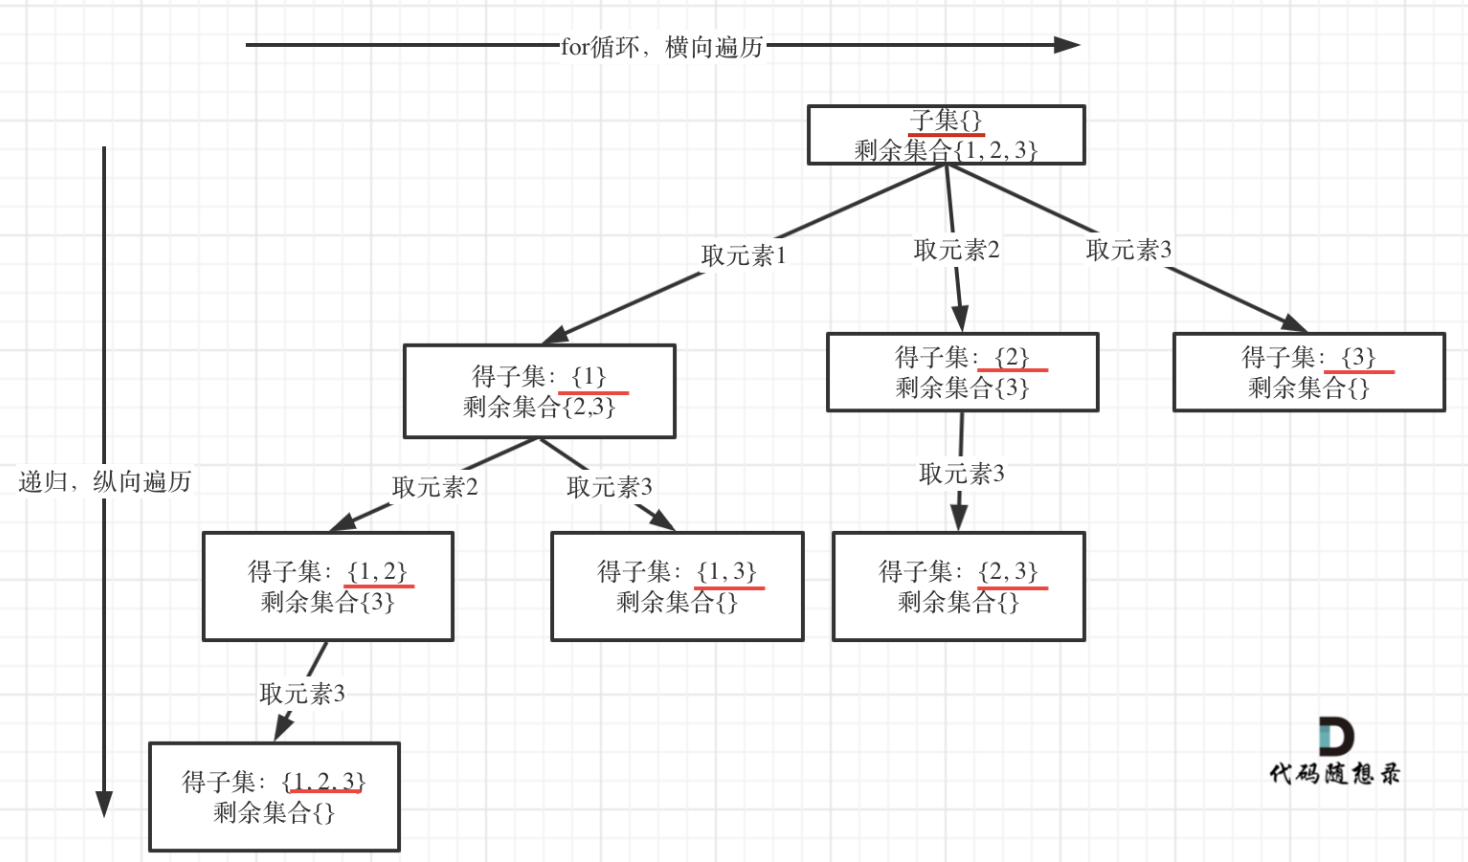 for循环，横向遍历
子集{}
剩余集合{1, 2, 3}
取元素1
取元素2
取元素3
得子集：{1}
剩余集合{2,3}
得子集：{2}
剩余集合{3}
得子集：{3}
剩余集合{}
递归，纵向遍历
取元素2
取元素3
取元素3
得子集：{1, 2}
剩余集合{3}
得子集：{1, 3}
剩余集合{}
得子集：{2, 3}
剩余集合{}
取元素3
得子集：{1, 2, 3}
剩余集合{}
代码随想录